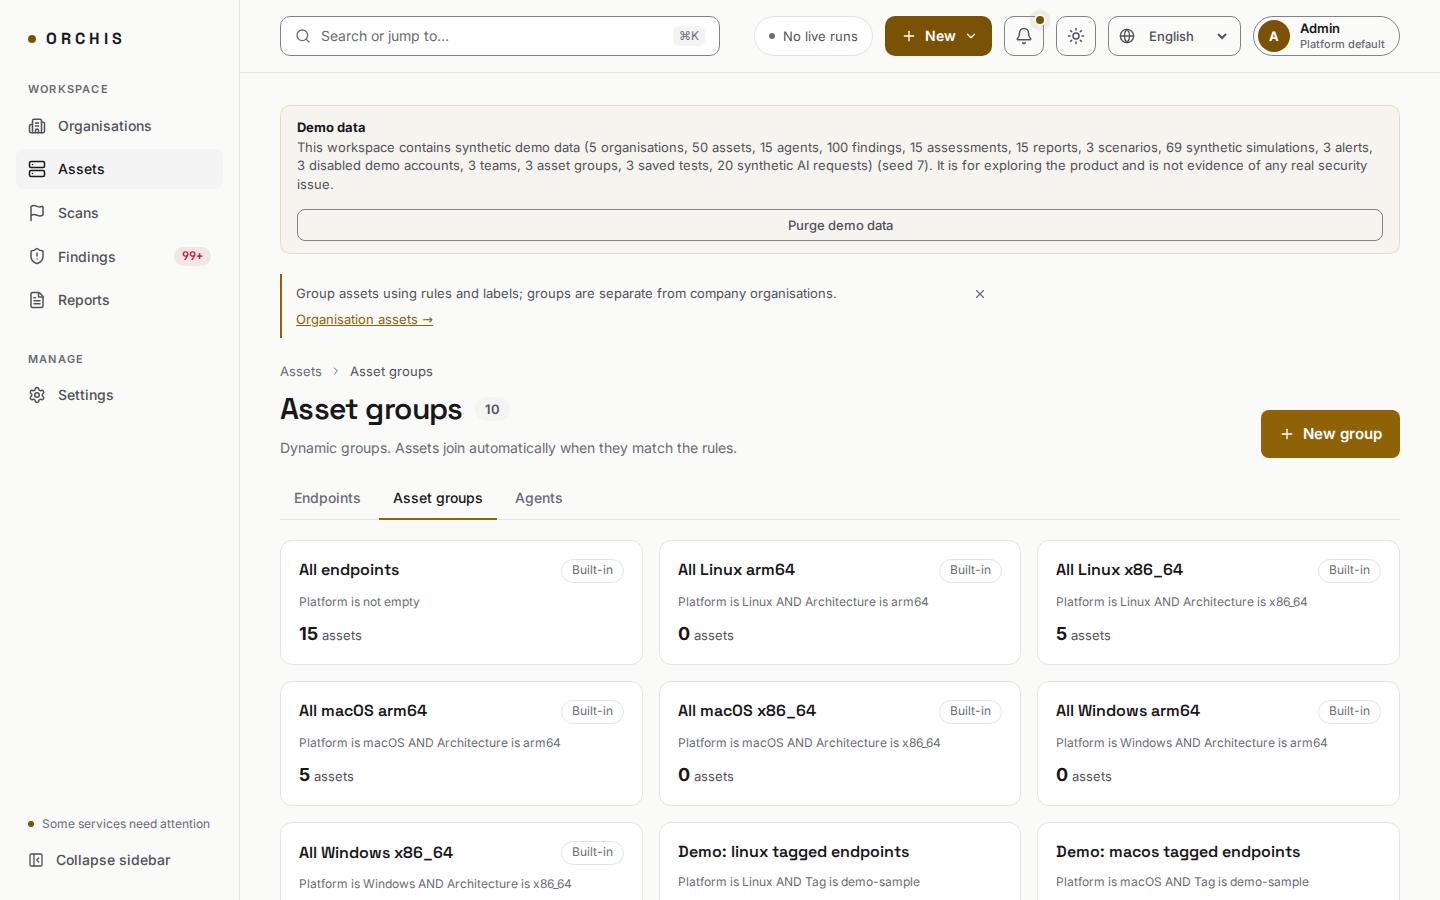 ORCHIS
Search or jump to...
⌘K
No live runs
New
English
A
Admin
Platform default
WORKSPACE
Organisations
Assets
Scans
Findings
99+
Reports
MANAGE
Settings
Some services need attention
Collapse sidebar
Demo data
This workspace contains synthetic demo data (5 organisations, 50 assets, 15 agents, 100 findings, 15 assessments, 15 reports, 3 scenarios, 69 synthetic simulations, 3 alerts,
3 disabled demo accounts, 3 teams, 3 asset groups, 3 saved tests, 20 synthetic AI requests) (seed 7). It is for exploring the product and is not evidence of any real security
issue.
Purge demo data
Group assets using rules and labels; groups are separate from company organisations.
Organisation assets →
Assets > Asset groups
Asset groups 10
Dynamic groups. Assets join automatically when they match the rules.
+ New group
Endpoints
Asset groups
Agents
All endpoints
Built-in
Platform is not empty
15 assets
All Linux arm64
Built-in
Platform is Linux AND Architecture is arm64
0 assets
All Linux x86_64
Built-in
Platform is Linux AND Architecture is x86_64
5 assets
All macOS arm64
Built-in
Platform is macOS AND Architecture is arm64
5 assets
All macOS x86_64
Built-in
Platform is macOS AND Architecture is x86_64
0 assets
All Windows arm64
Built-in
Platform is Windows AND Architecture is arm64
0 assets
All Windows x86_64
Built-in
Platform is Windows AND Architecture is x86_64
Demo: linux tagged endpoints
Platform is Linux AND Tag is demo-sample
Demo: macos tagged endpoints
Platform is macOS AND Tag is demo-sample